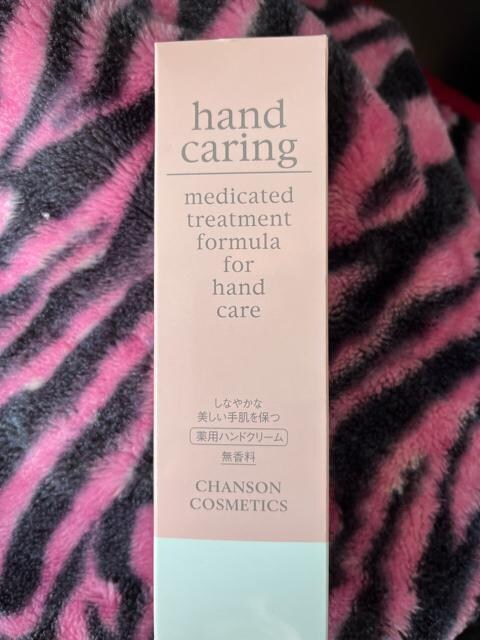 hand
caring
medicated
treatment
formula
for
hand
care
しなやかな
美しい手肌を保つ
薬用ハンドクリーム
無香料
CHANSON
COSMETICS